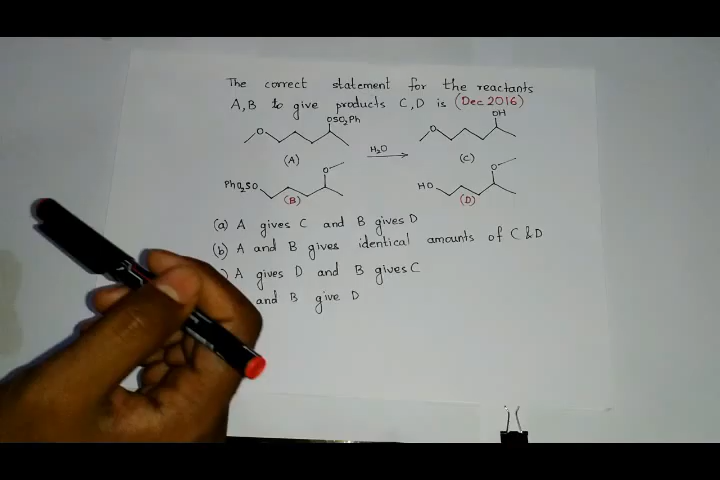 The correct statement for the reactants
A,B to give products C,D is (Dec 2016)
OSO2Ph
OH
O
H2O
O
(A)
(C)
PhO2SO
O
HO
O
(B)
(D)
(a) A gives C and B gives D
(b) A and B gives identical amounts of C & D
) A gives D and B gives C
and B give D